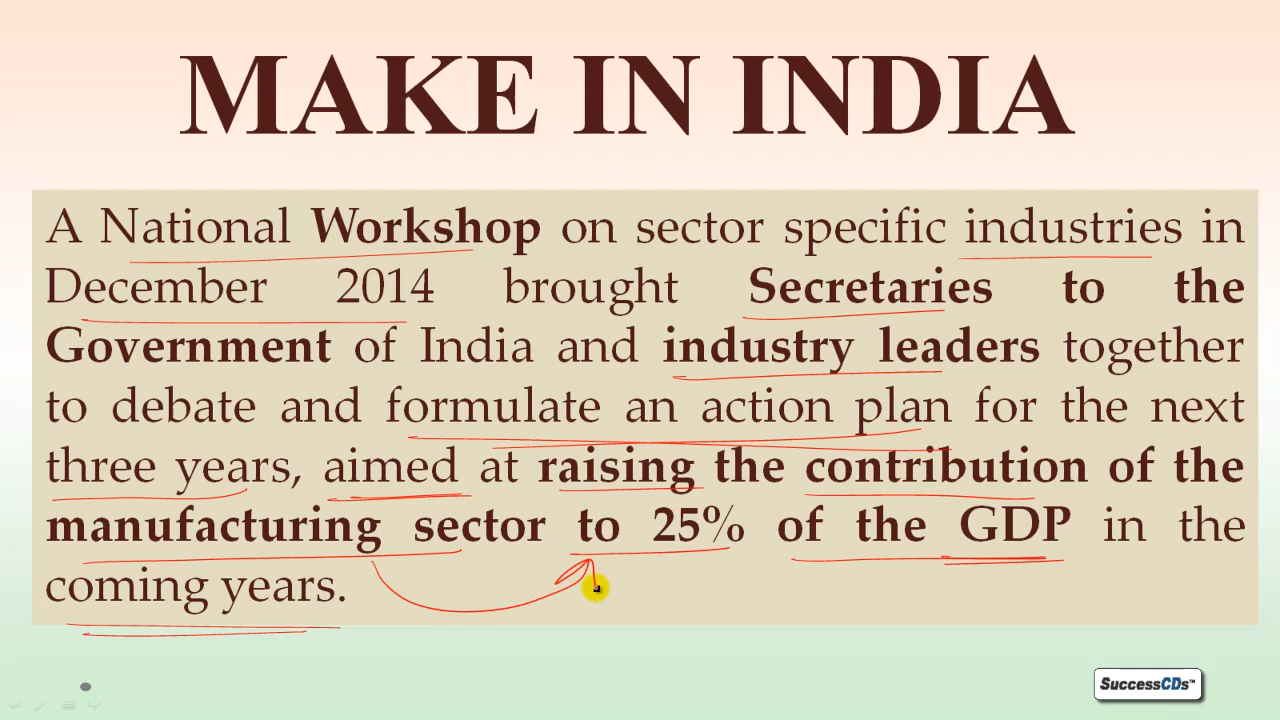 MAKE IN INDIA
A National Workshop on sector specific industries in
December 2014 brought Secretaries to the
Government of India and industry leaders together
to debate and formulate an action plan for the next
three years, aimed at raising the contribution of the
manufacturing sector to 25% of the GDP in the
coming years.
SuccessCDs™